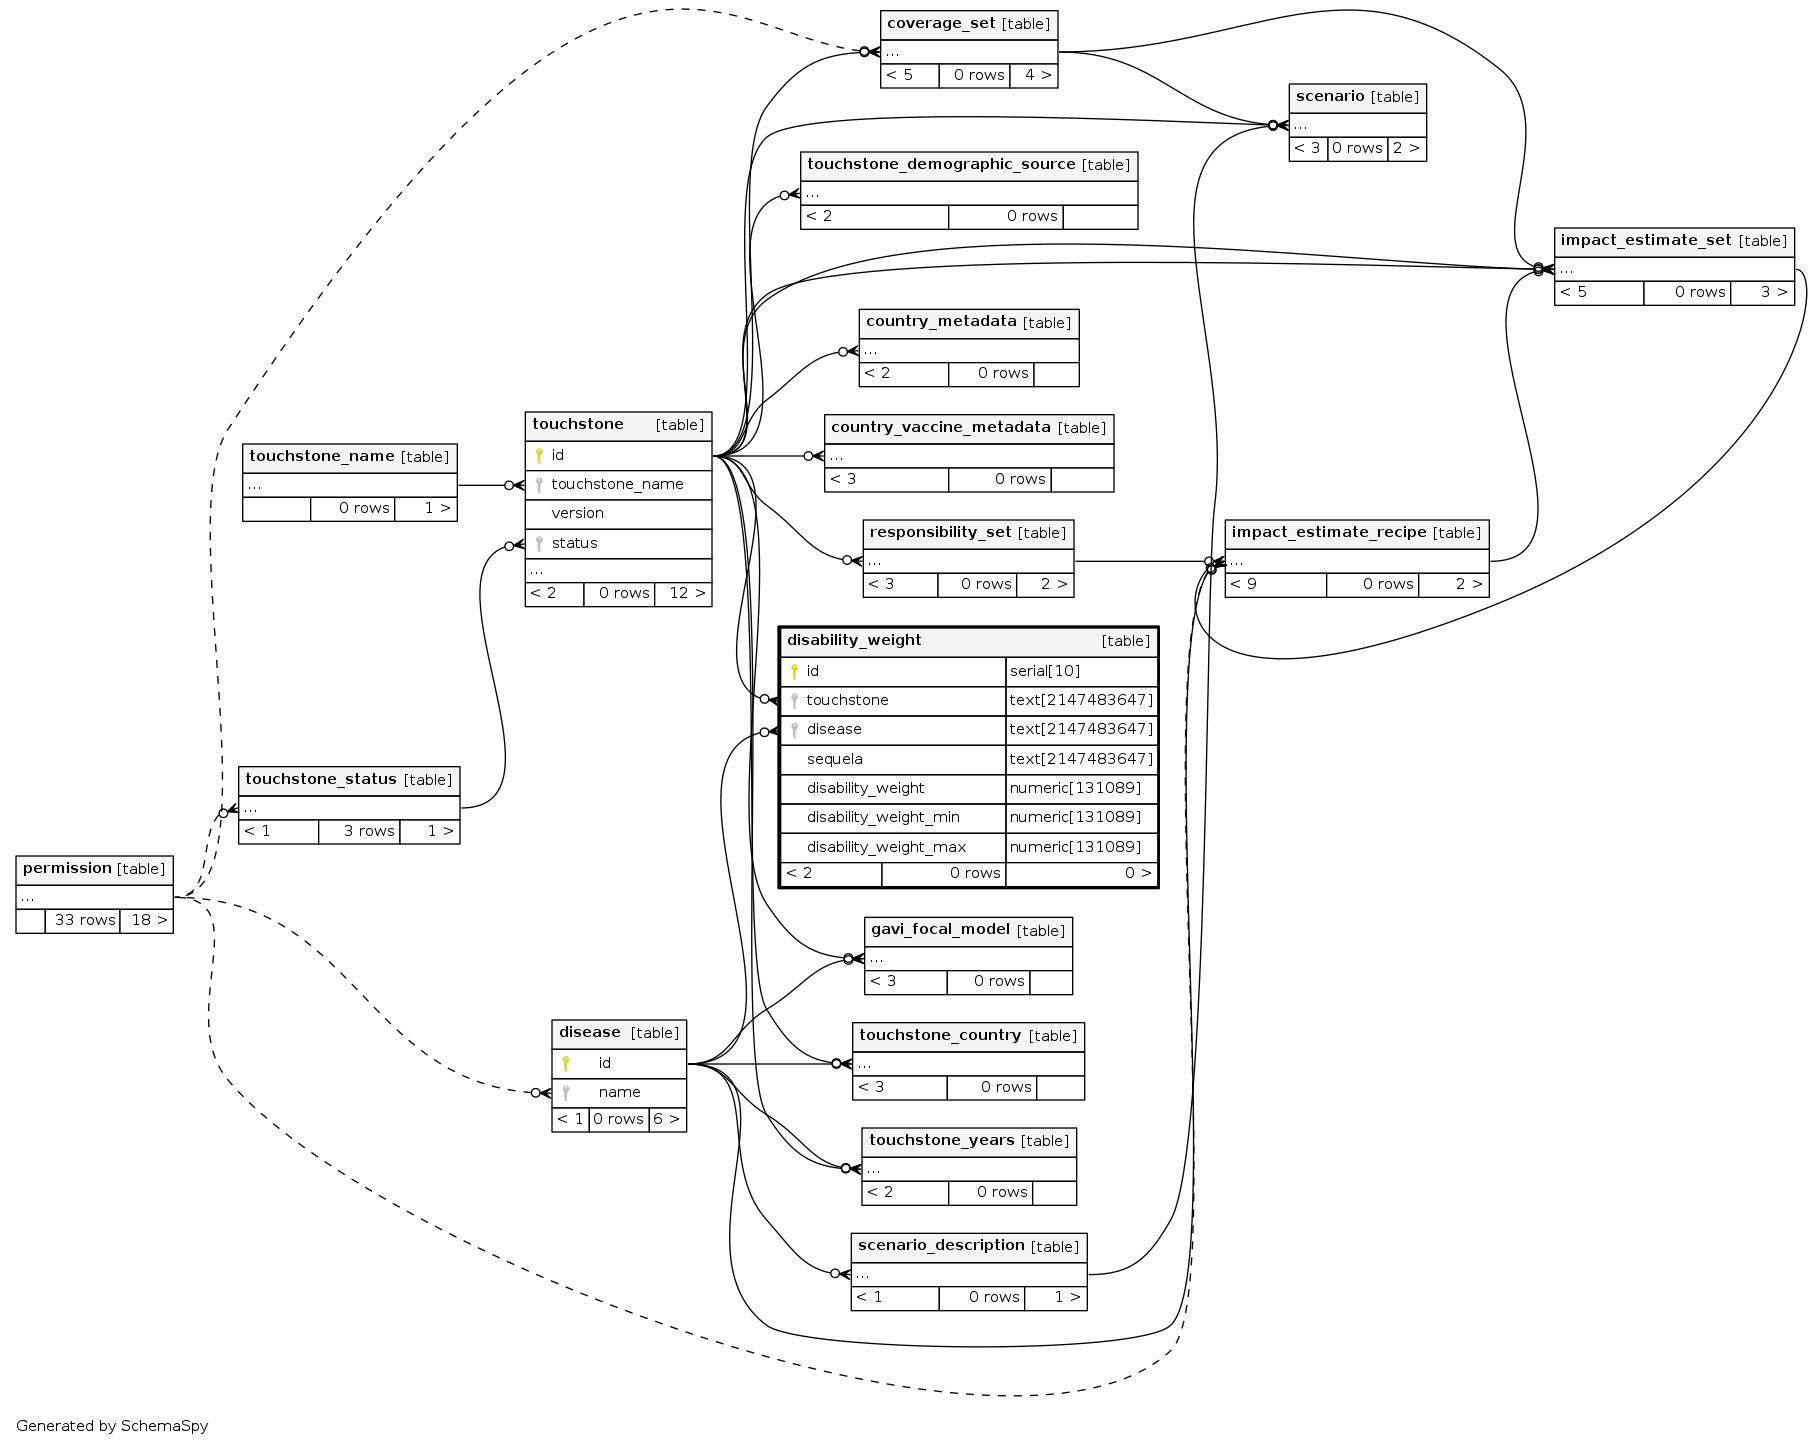 coverage_set [table]
...
< 5 0 rows 4 >
scenario [table]
...
< 3 0 rows 2 >
touchstone_demographic_source [table]
...
< 2 0 rows
impact_estimate_set [table]
...
< 5 0 rows 3 >
country_metadata [table]
...
< 2 0 rows
touchstone [table]
id
touchstone_name
version
status
...
< 2 0 rows 12 >
country_vaccine_metadata [table]
...
< 3 0 rows
touchstone_name [table]
...
0 rows 1 >
responsibility_set [table]
...
< 3 0 rows 2 >
impact_estimate_recipe [table]
...
< 9 0 rows 2 >
disability_weight [table]
id serial[10]
touchstone text[2147483647]
disease text[2147483647]
sequela text[2147483647]
disability_weight numeric[131089]
disability_weight_min numeric[131089]
disability_weight_max numeric[131089]
< 2 0 rows 0 >
touchstone_status [table]
...
< 1 3 rows 1 >
permission [table]
...
33 rows 18 >
gavi_focal_model [table]
...
< 3 0 rows
disease [table]
id
name
< 1 0 rows 6 >
touchstone_country [table]
...
< 3 0 rows
touchstone_years [table]
...
< 2 0 rows
scenario_description [table]
...
< 1 0 rows 1 >
Generated by SchemaSpy